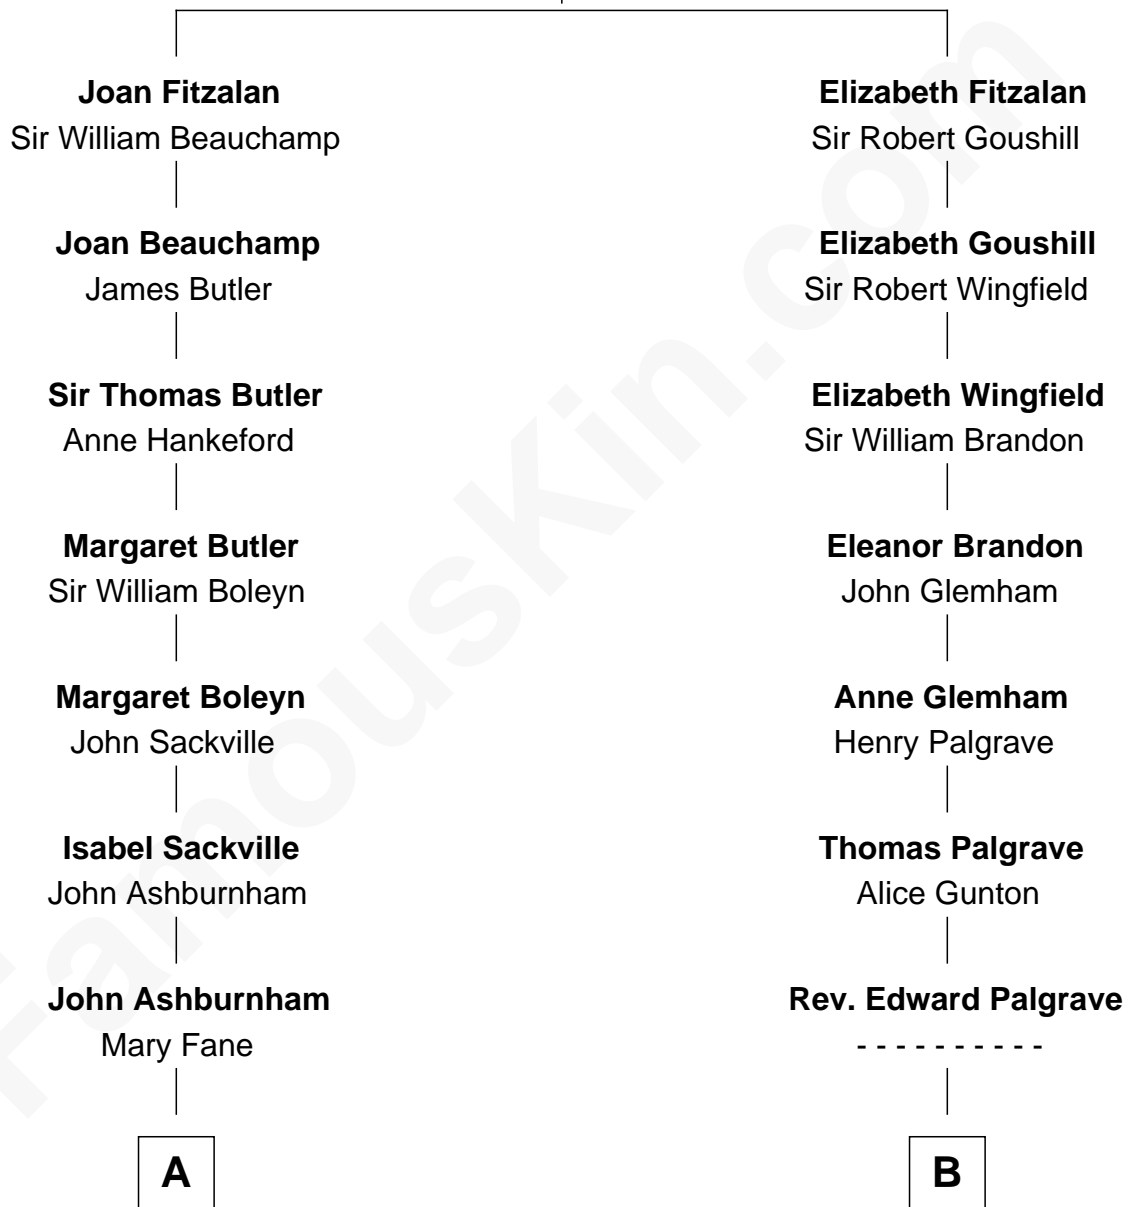 Joan Fitzalan
Sir William Beauchamp
Joan Beauchamp
James Butler
Sir Thomas Butler
Anne Hankeford
Margaret Butler
Sir William Boleyn
Margaret Boleyn
John Sackville
Isabel Sackville
John Ashburnham
John Ashburnham
Mary Fane
A
Elizabeth Fitzalan
Sir Robert Goushill
Elizabeth Goushill
Sir Robert Wingfield
Elizabeth Wingfield
Sir William Brandon
Eleanor Brandon
John Glemham
Anne Glemham
Henry Palgrave
Thomas Palgrave
Alice Gunton
Rev. Edward Palgrave
- - - - - - - - - -
B
FamousKin.com